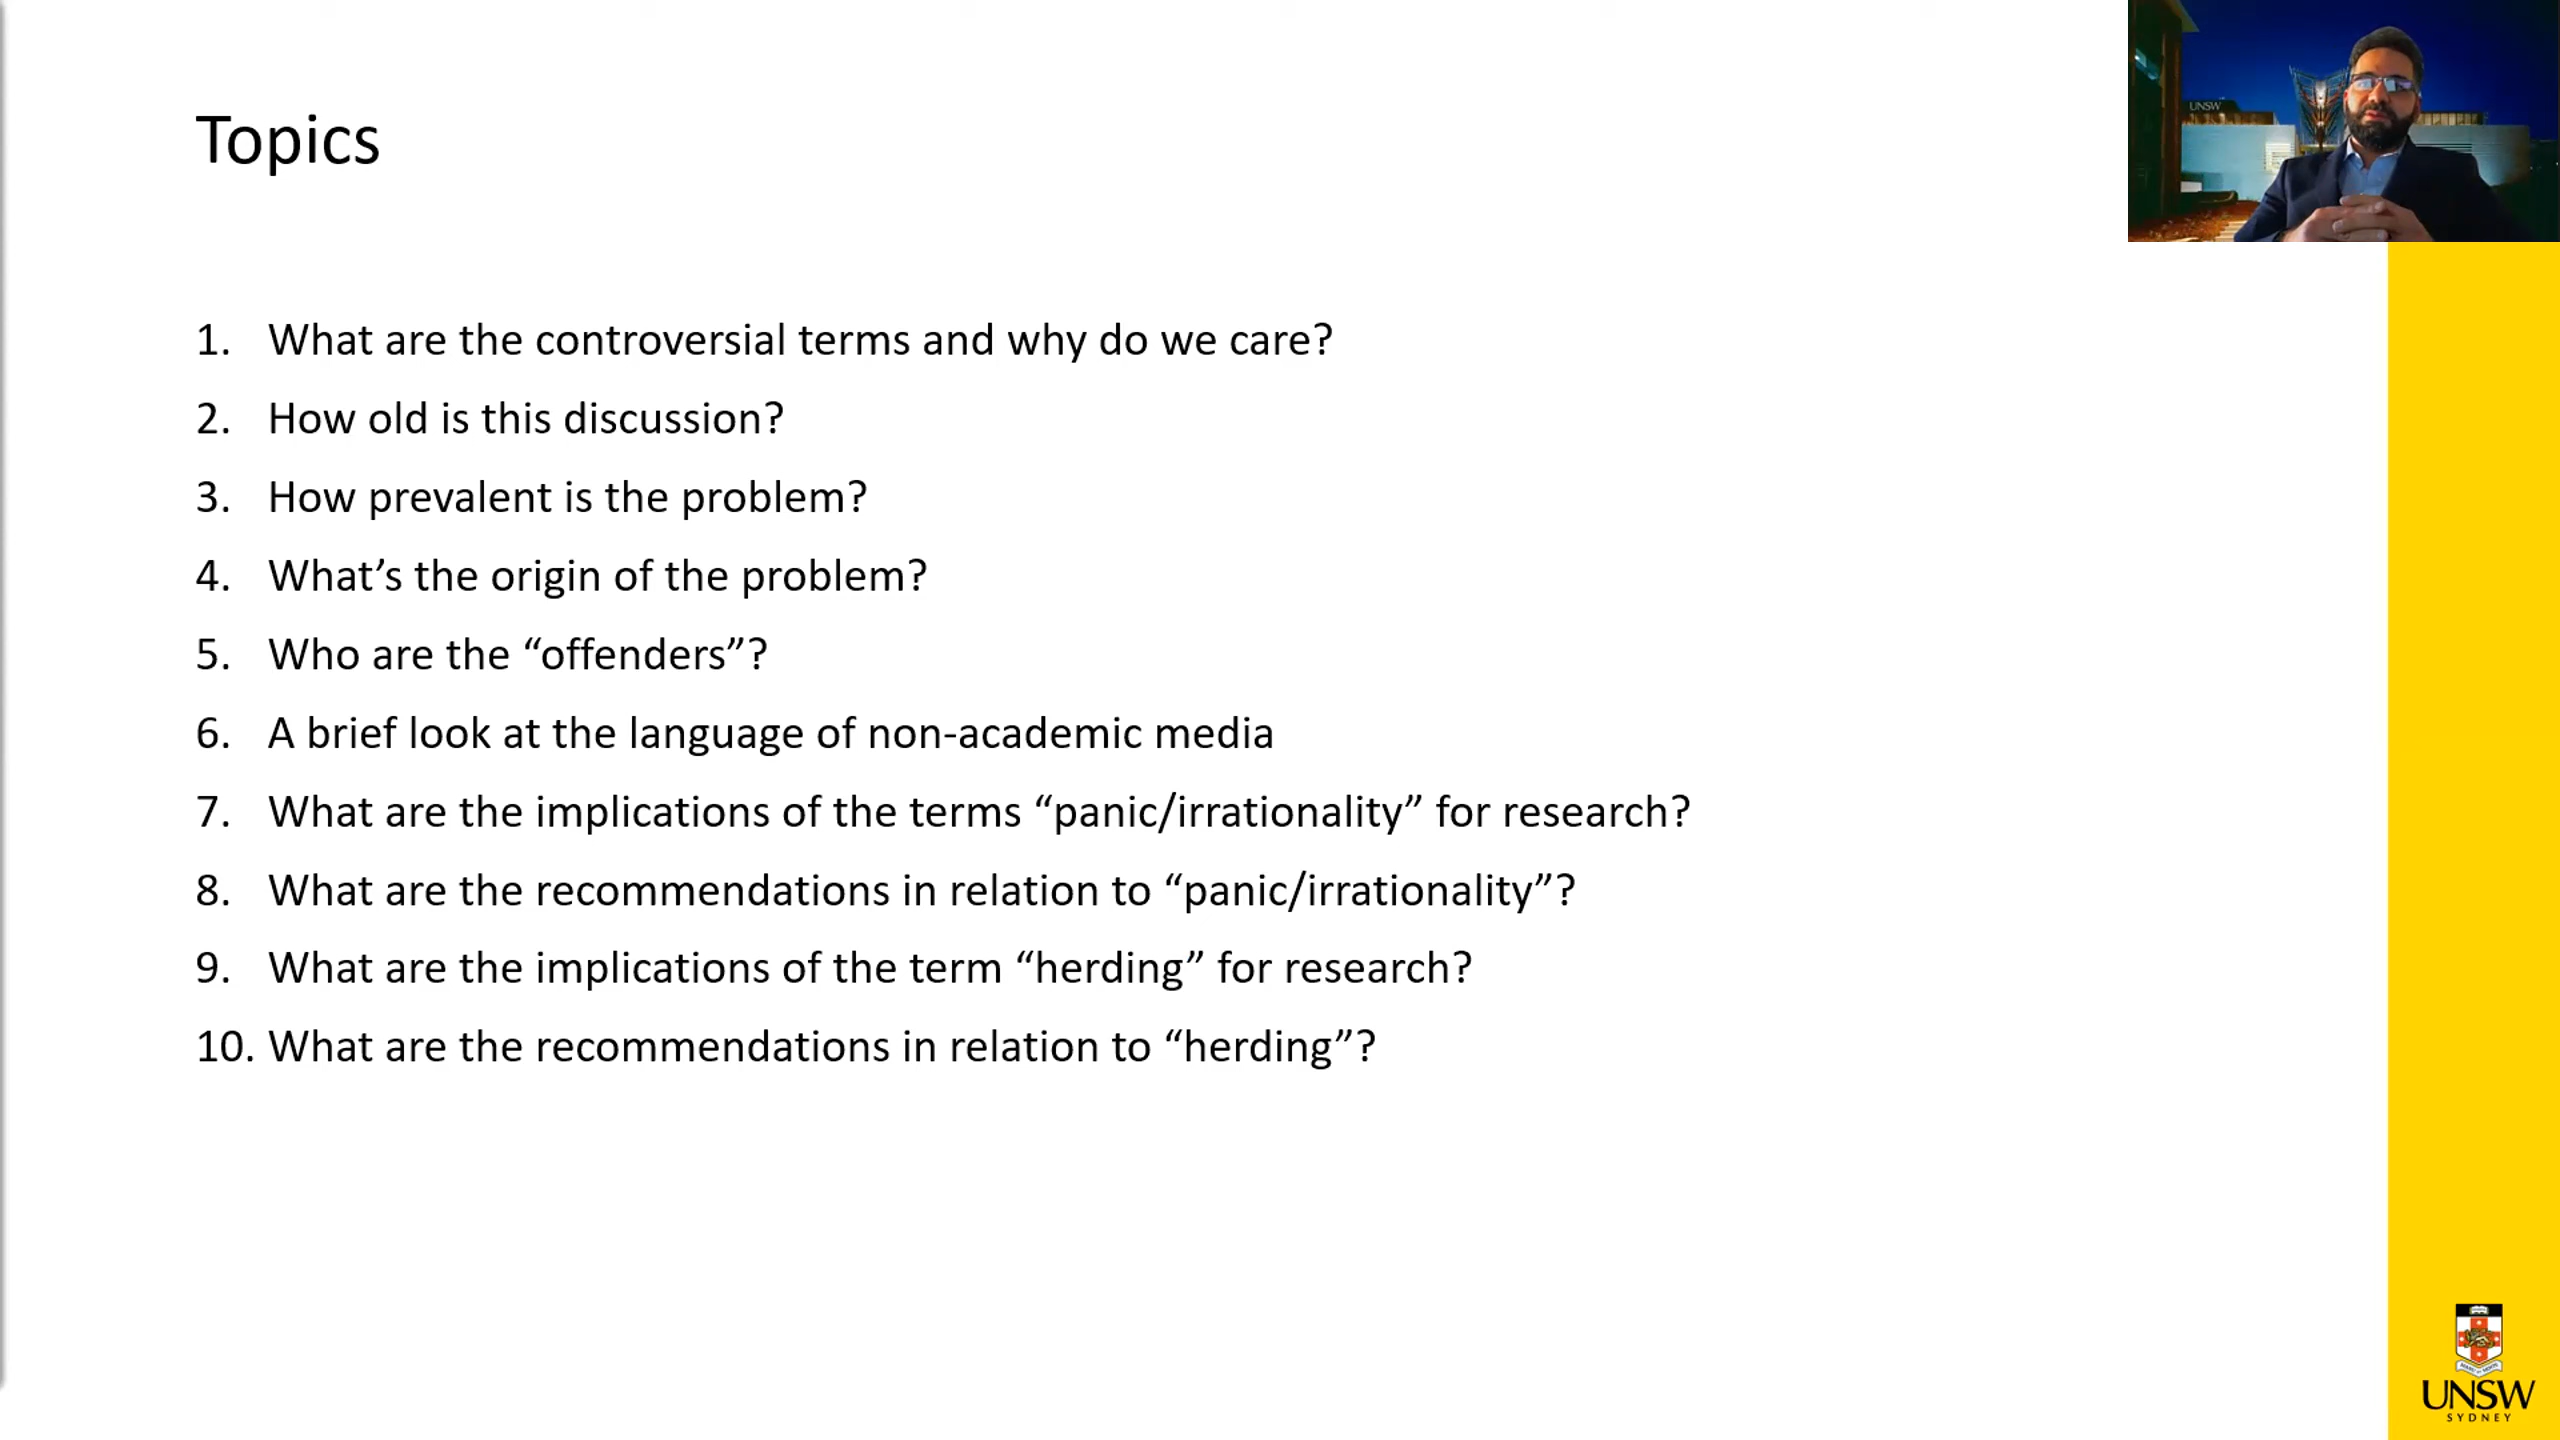 Topics
1. What are the controversial terms and why do we care?
2. How old is this discussion?
3. How prevalent is the problem?
4. What’s the origin of the problem?
5. Who are the “offenders”?
6. A brief look at the language of non-academic media
7. What are the implications of the terms “panic/irrationality” for research?
8. What are the recommendations in relation to “panic/irrationality”?
9. What are the implications of the term “herding” for research?
10. What are the recommendations in relation to “herding”?
UNSW
UNSW
SYDNEY